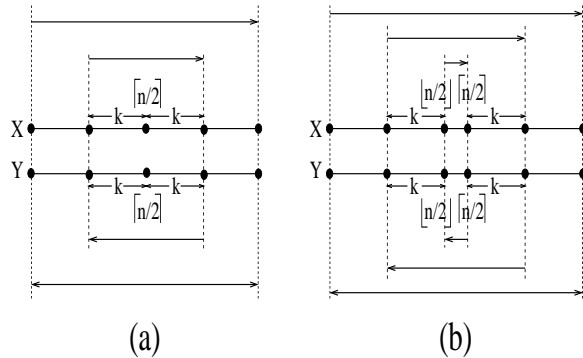 ⌈n/2⌉
X k k
Y k k
⌈n/2⌉
(a)
⌊n/2⌋ ⌈n/2⌉
X k k
Y k k
⌊n/2⌋ ⌈n/2⌉
(b)